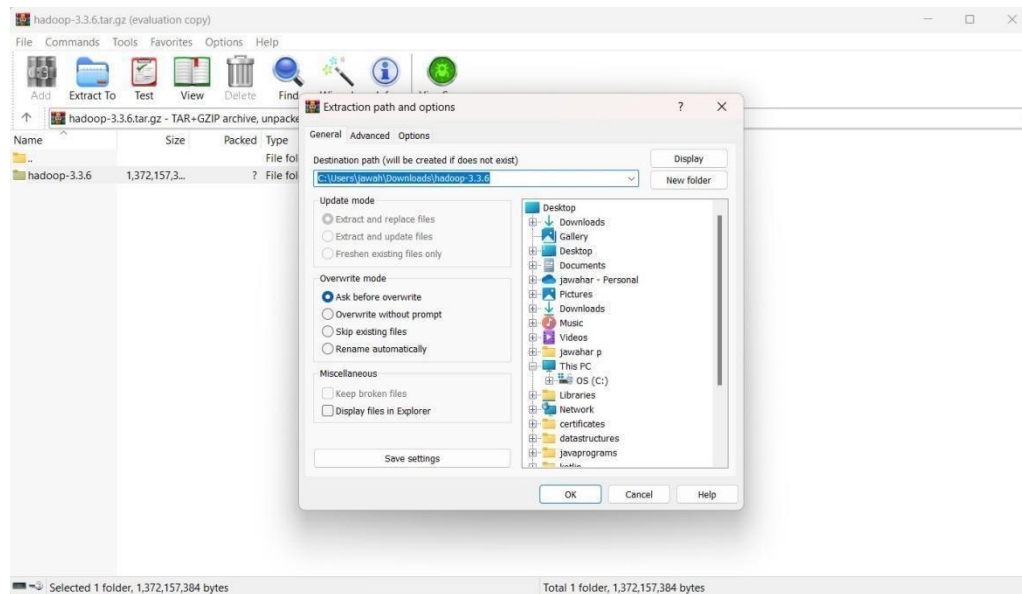 hadoop-3.3.6.tar.gz (evaluation copy)
File Commands Tools Favorites Options Help
Add Extract To Test View Delete Find
hadoop-3.3.6.tar.gz - TAR+GZIP archive, unpacke
Name Size Packed Type
.. File fol
hadoop-3.3.6 1,372,157,3... ? File fol
Extraction path and options ?
General Advanced Options
Destination path (will be created if does not exist)
Display
C:\Users\jawah\Downloads\hadoop-3.3.6
New folder
Update mode
Extract and replace files
Extract and update files
Freshen existing files only
Overwrite mode
Ask before overwrite
Overwrite without prompt
Skip existing files
Rename automatically
Miscellaneous
Keep broken files
Display files in Explorer
Save settings
Desktop
Downloads
Gallery
Desktop
Documents
jawahar - Personal
Pictures
Downloads
Music
Videos
jawahar p
This PC
OS (C:)
Libraries
Network
certificates
datastructures
javaprograms
kotlin
OK Cancel Help
Selected 1 folder, 1,372,157,384 bytes
Total 1 folder, 1,372,157,384 bytes